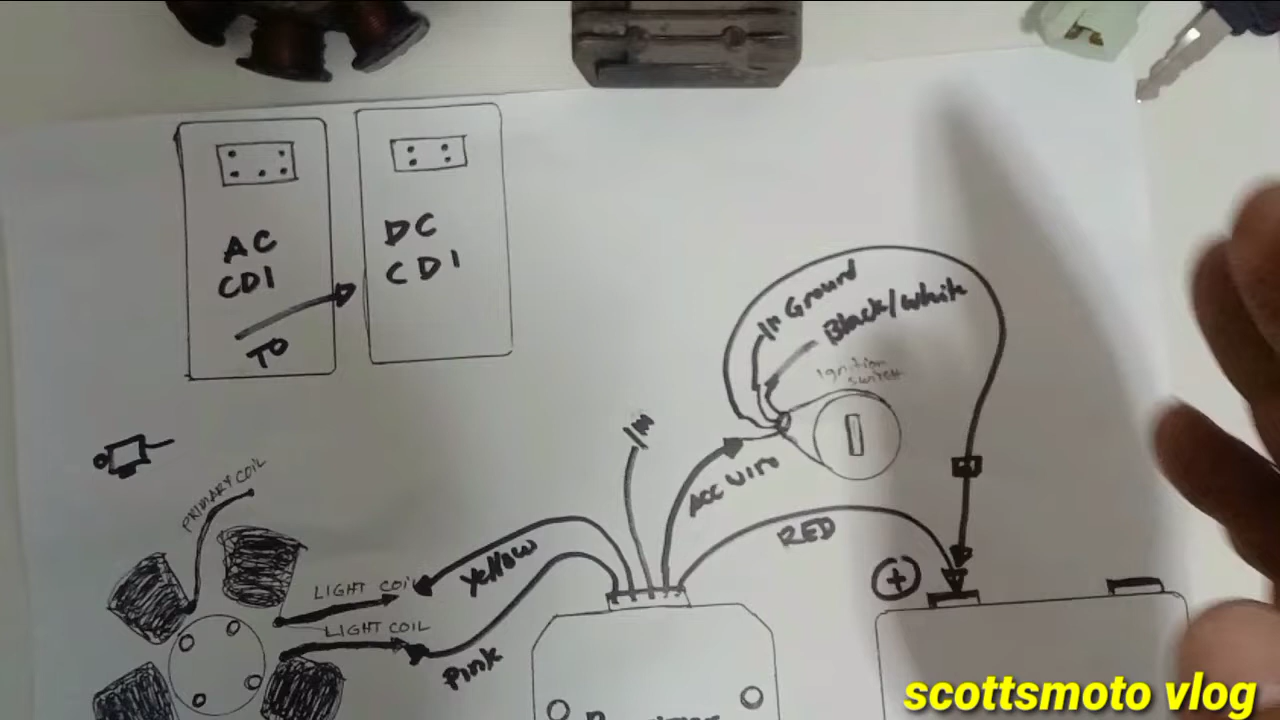 AC
CDI
TO
DC
CDI
Ground
Black/white
ignition
switch
PRIMARY COIL
LIGHT COIL
LIGHT COIL
Yellow
Pink
ACC Wire
RED
+
scottsmoto vlog